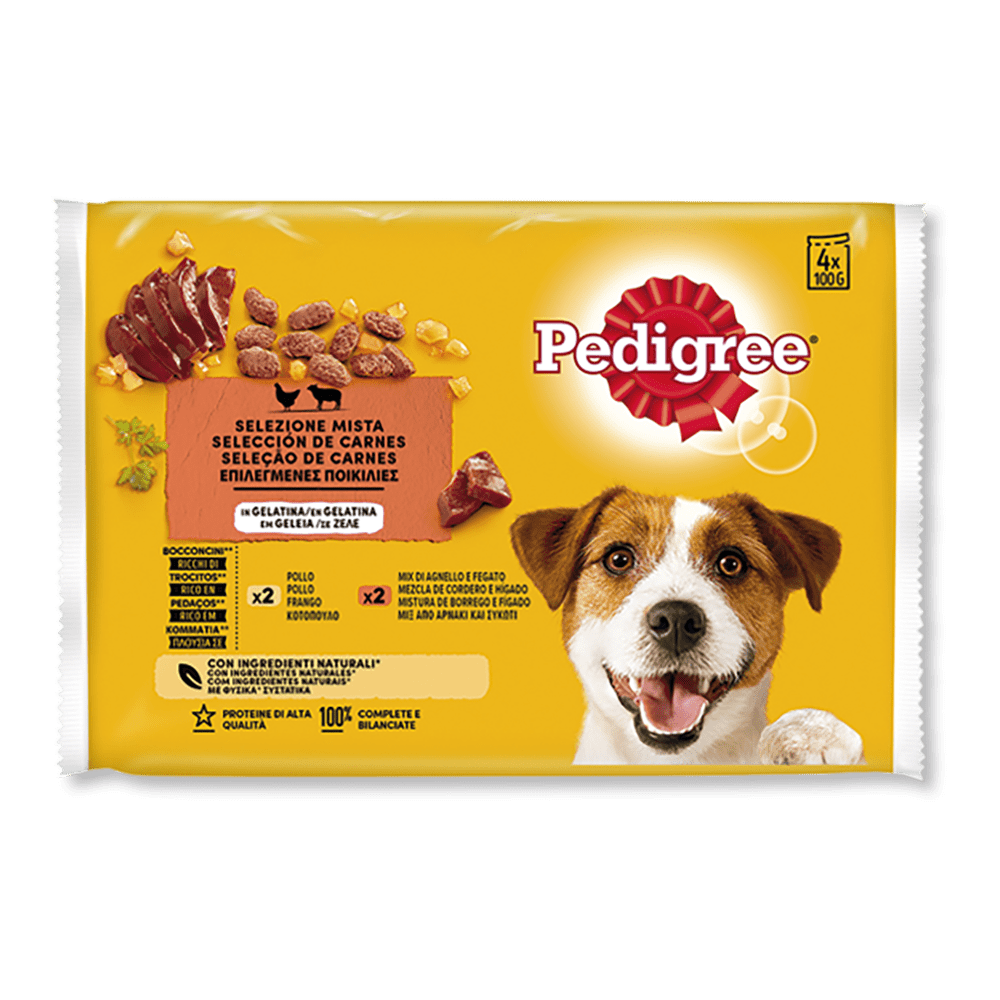 4x
100G
Pedigree®
SELEZIONE MISTA
SELECCIÓN DE CARNES
SELEÇÃO DE CARNES
ΕΠΙΛΕΓΜΕΝΕΣ ΠΟΙΚΙΛΙΕΣ
IN GELATINA/EN GELATINA
EM GELEIA/ΣΕ ΖΕΛΕ
BOCCONCINI**
RICCHI DI
TROCITOS**
RICO EN
PEDAÇOS**
RICO EM
ΚΟΜΜΑΤΙΑ**
ΠΛΟΥΣΙΑ ΣΕ
x2
POLLO
POLLO
FRANGO
ΚΟΤΟΠΟΥΛΟ
x2
MIX DI AGNELLO E FEGATO
MEZCLA DE CORDERO E HIGADO
MISTURA DE BORREGO E FÍGADO
ΜΙΞ ΑΠΟ ΑΡΝΑΚΙ ΚΑΙ ΣΥΚΩΤΙ
CON INGREDIENTI NATURALI*
CON INGREDIENTES NATURALES*
COM INGREDIENTES NATURAIS*
ΜΕ ΦΥΣΙΚΑ* ΣΥΣΤΑΤΙΚΑ
PROTEINE DI ALTA
QUALITÀ
100% COMPLETE E
BILANCIATE